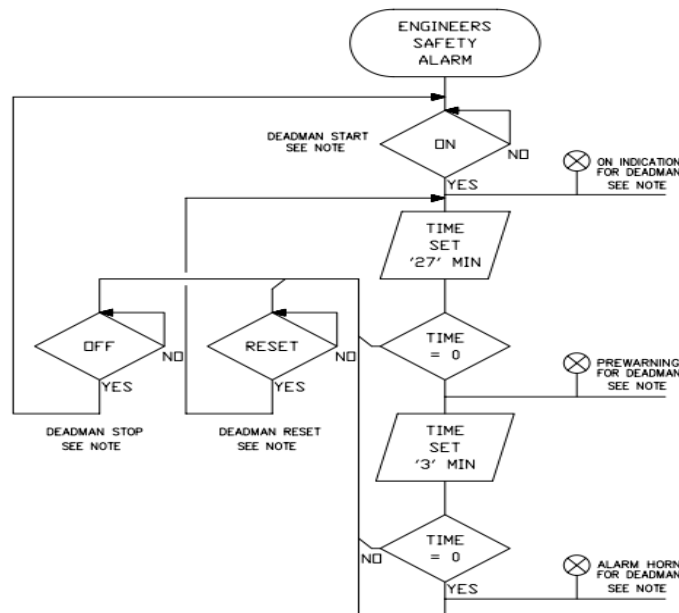 ENGINEERS
SAFETY
ALARM
DEADMAN START
SEE NOTE
ON
NO
YES
ON INDICATION
FOR DEADMAN
SEE NOTE
TIME
SET
'27' MIN
OFF
NO
YES
RESET
NO
YES
TIME
= 0
PREWARNING
FOR DEADMAN
SEE NOTE
DEADMAN STOP
SEE NOTE
DEADMAN RESET
SEE NOTE
TIME
SET
'3' MIN
TIME
= 0
NO
YES
ALARM HORN
FOR DEADMAN
SEE NOTE